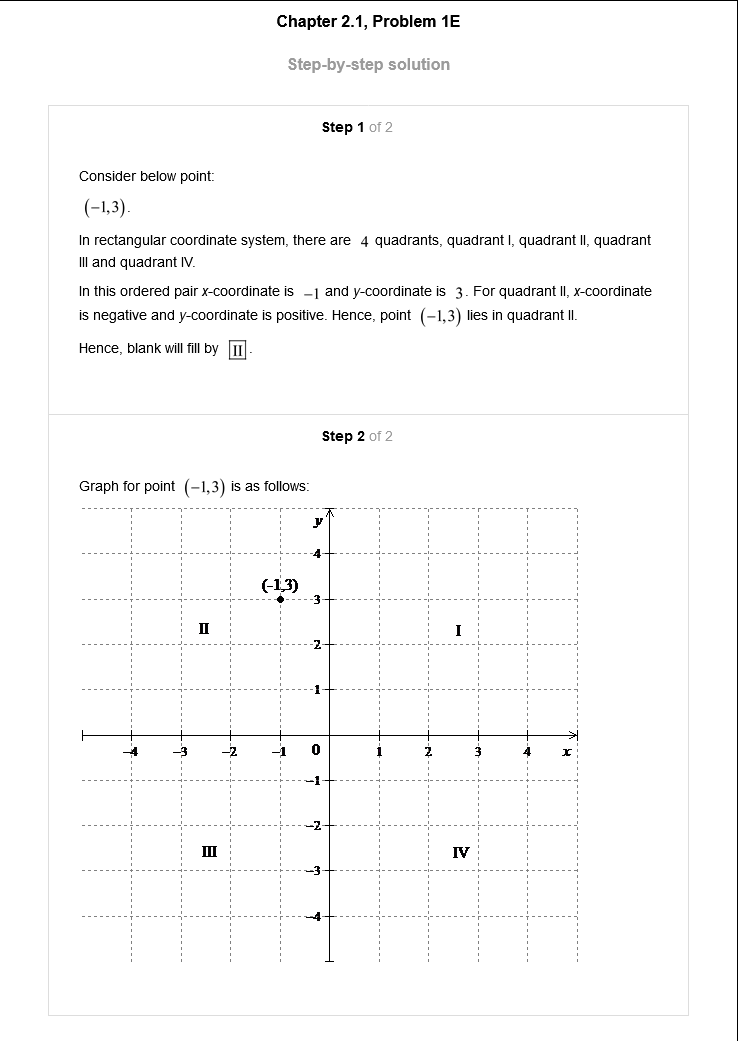 Chapter 2.1, Problem 1E
Step-by-step solution
Step 1 of 2
Consider below point:
(−1,3).
In rectangular coordinate system, there are 4 quadrants, quadrant I, quadrant II, quadrant
III and quadrant IV.
In this ordered pair x-coordinate is −1 and y-coordinate is 3. For quadrant II, x-coordinate
is negative and y-coordinate is positive. Hence, point (−1,3) lies in quadrant II.
Hence, blank will fill by II.
Step 2 of 2
Graph for point (−1,3) is as follows:
y
4
(-1,3)
3
II
I
2
1
−4 −3 −2 −1 0 1 2 3 4 x
−1
−2
III
IV
−3
−4